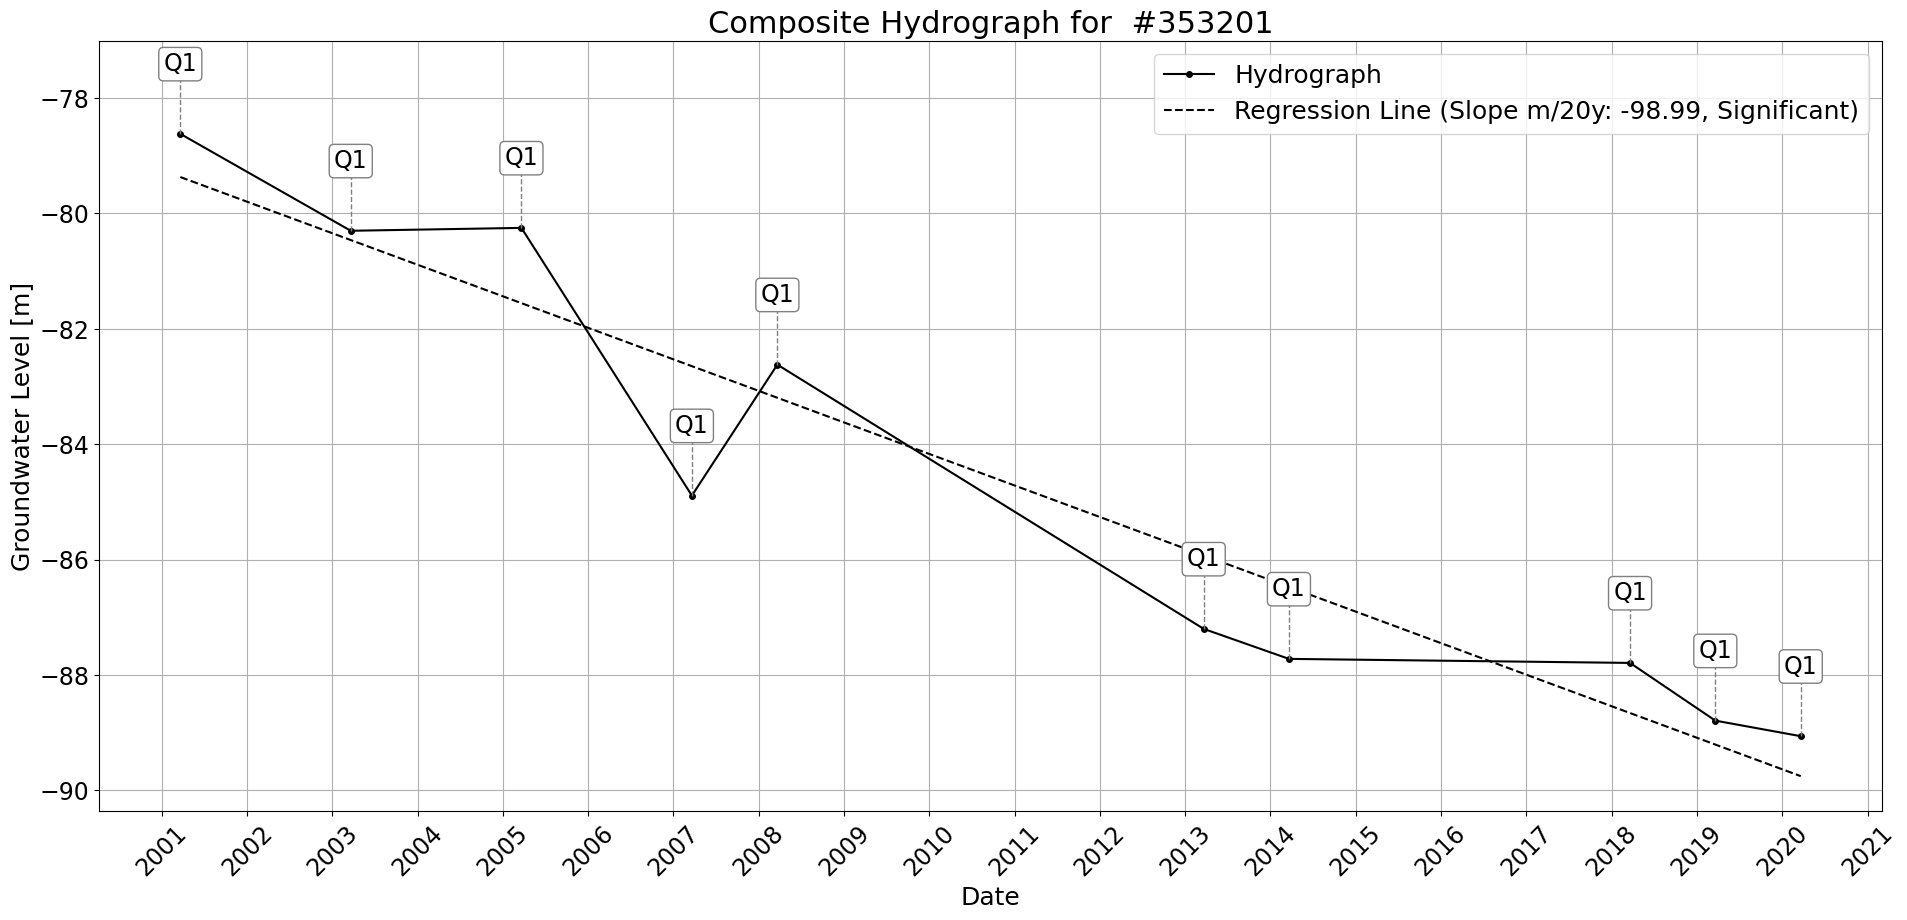 Composite Hydrograph for  #353201
Hydrograph
Regression Line (Slope m/20y: -98.99, Significant)
Q1
Q1
Q1
Q1
Q1
Q1
Q1
Q1
Q1
Q1
Groundwater Level [m]
−78
−80
−82
−84
−86
−88
−90
2001
2002
2003
2004
2005
2006
2007
2008
2009
2010
2011
2012
2013
2014
2015
2016
2017
2018
2019
2020
2021
Date